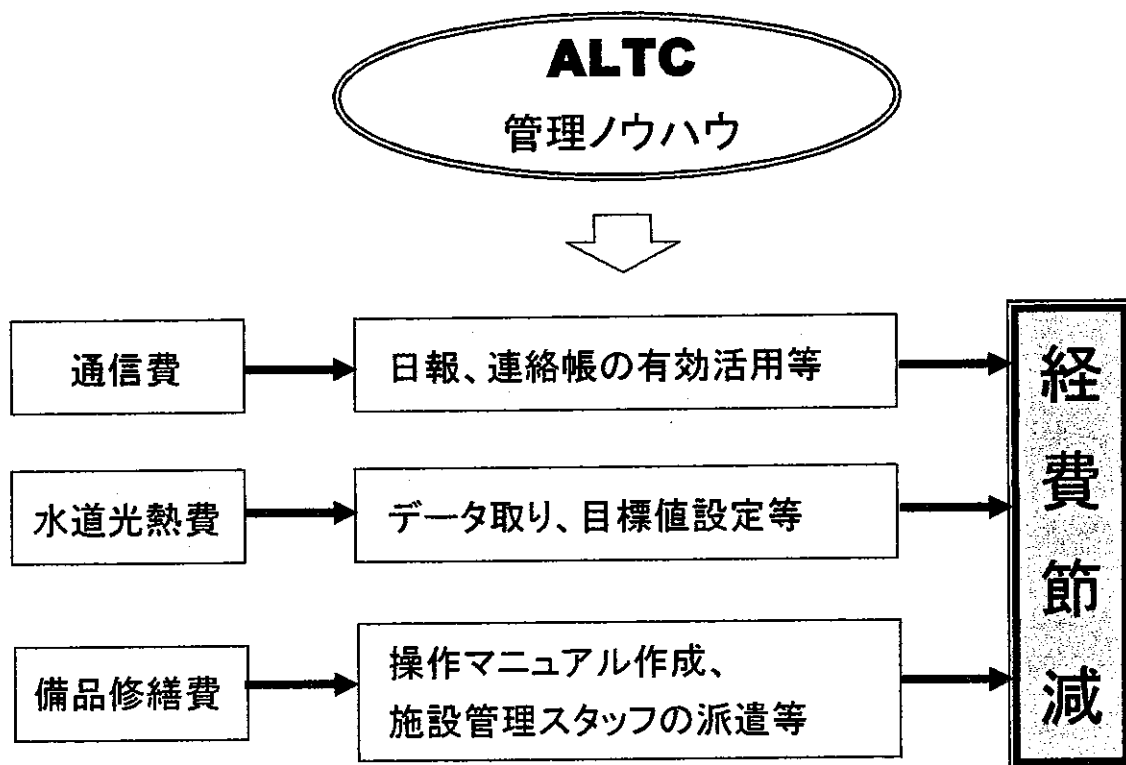 ALTC
管理ノウハウ
通信費
日報、連絡帳の有効活用等
水道光熱費
データ取り、目標値設定等
備品修繕費
操作マニュアル作成、
施設管理スタッフの派遣等
経費節減